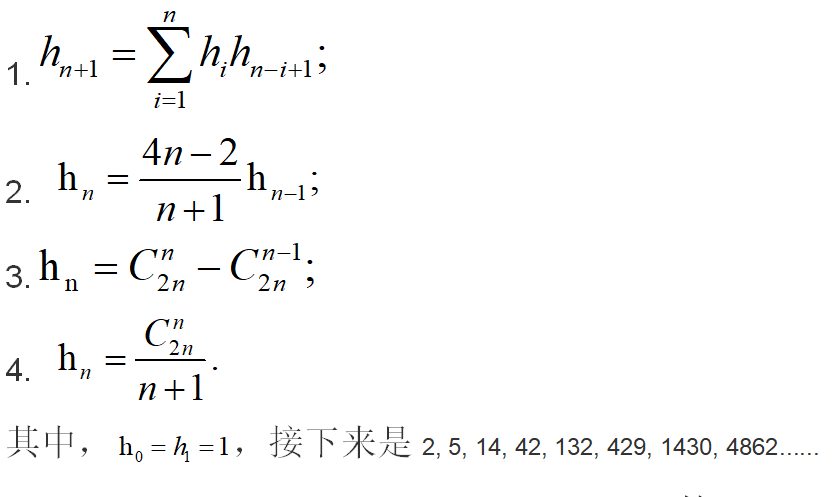 1. h_{n+1} = \sum_{i=1}^{n} h_i h_{n-i+1};
2. h_n = \frac{4n-2}{n+1} h_{n-1};
3. h_n = C_{2n}^{n} - C_{2n}^{n-1};
4. h_n = \frac{C_{2n}^{n}}{n+1}.
其中，h_0 = h_1 = 1，接下来是 2, 5, 14, 42, 132, 429, 1430, 4862......